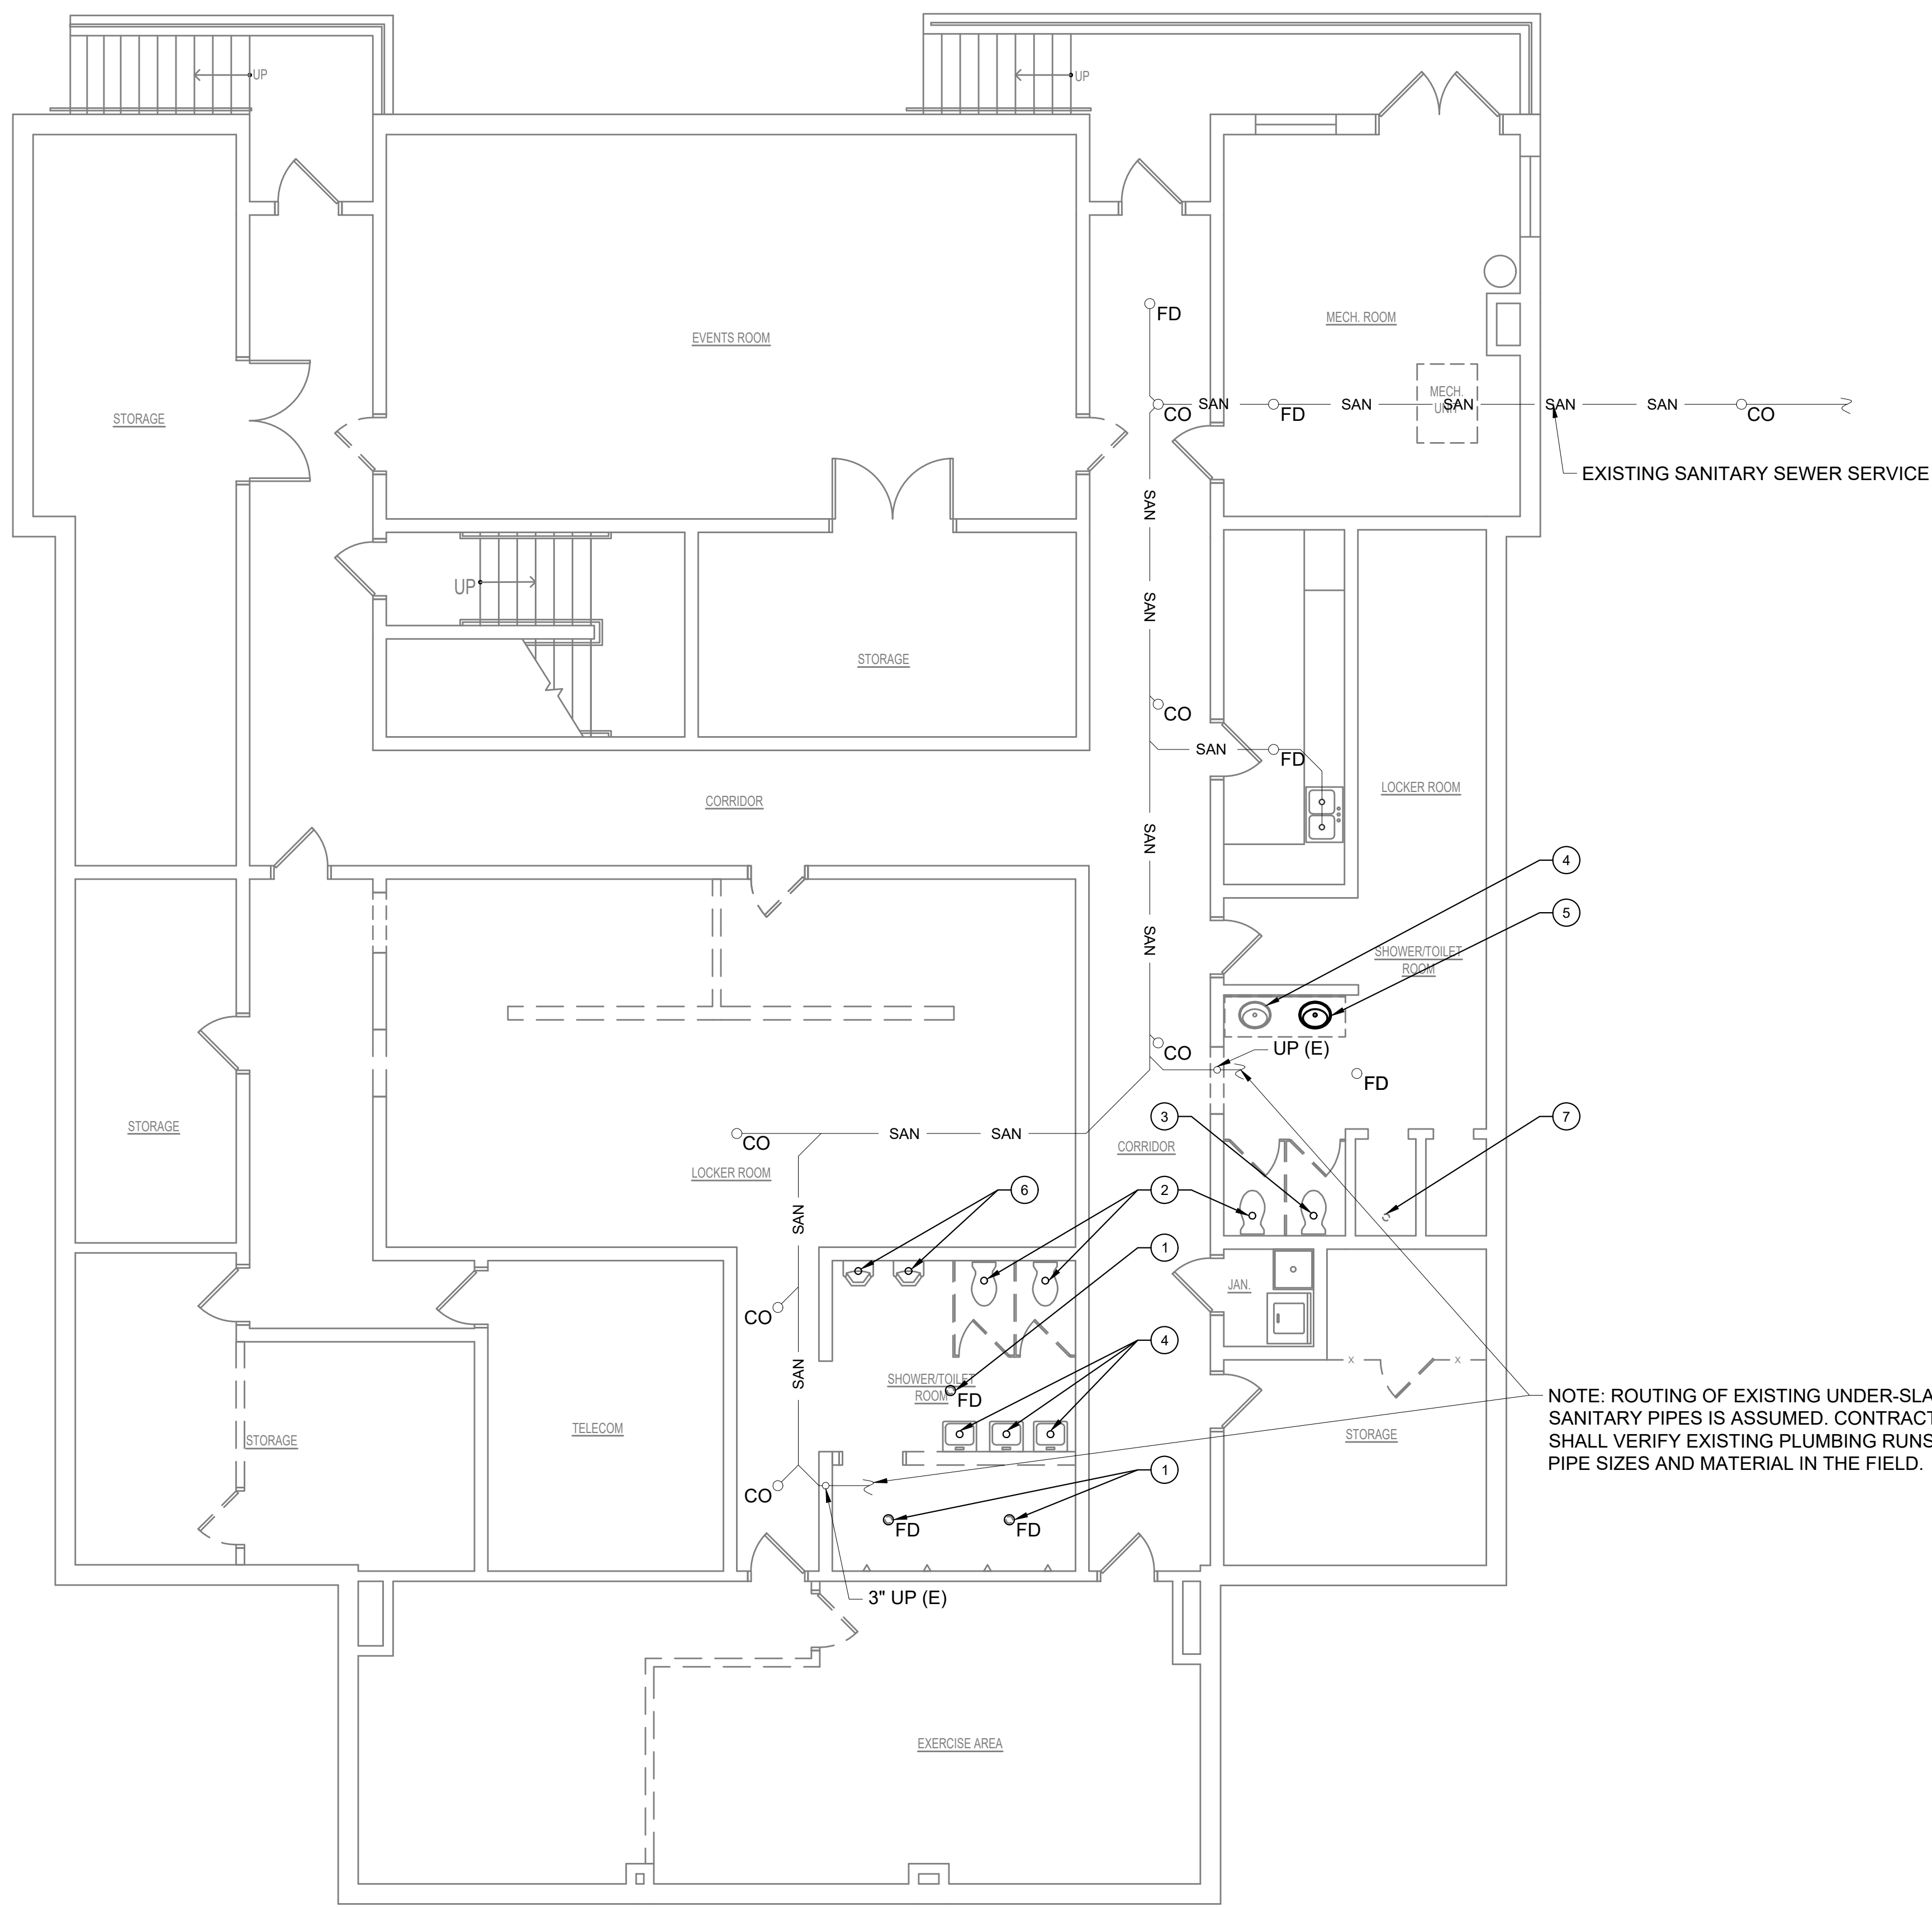 UP
UP
FD
MECH. ROOM
EVENTS ROOM
MECH.
UNIT
CO
SAN
FD
SAN
SAN
SAN
SAN
CO
STORAGE
EXISTING SANITARY SEWER SERVICE
SAN
UP
SAN
STORAGE
CO
SAN
FD
LOCKER ROOM
CORRIDOR
SAN
4
5
SAN
SHOWER/TOILET
ROOM
CO
UP (E)
FD
3
7
STORAGE
CO
SAN
SAN
CORRIDOR
LOCKER ROOM
6
2
SAN
1
JAN.
CO
4
SAN
SHOWER/TOILET
ROOM
FD
NOTE: ROUTING OF EXISTING UNDER-SLA
SANITARY PIPES IS ASSUMED. CONTRACT
SHALL VERIFY EXISTING PLUMBING RUNS
PIPE SIZES AND MATERIAL IN THE FIELD.
STORAGE
TELECOM
STORAGE
1
CO
FD
FD
3" UP (E)
EXERCISE AREA
x
x